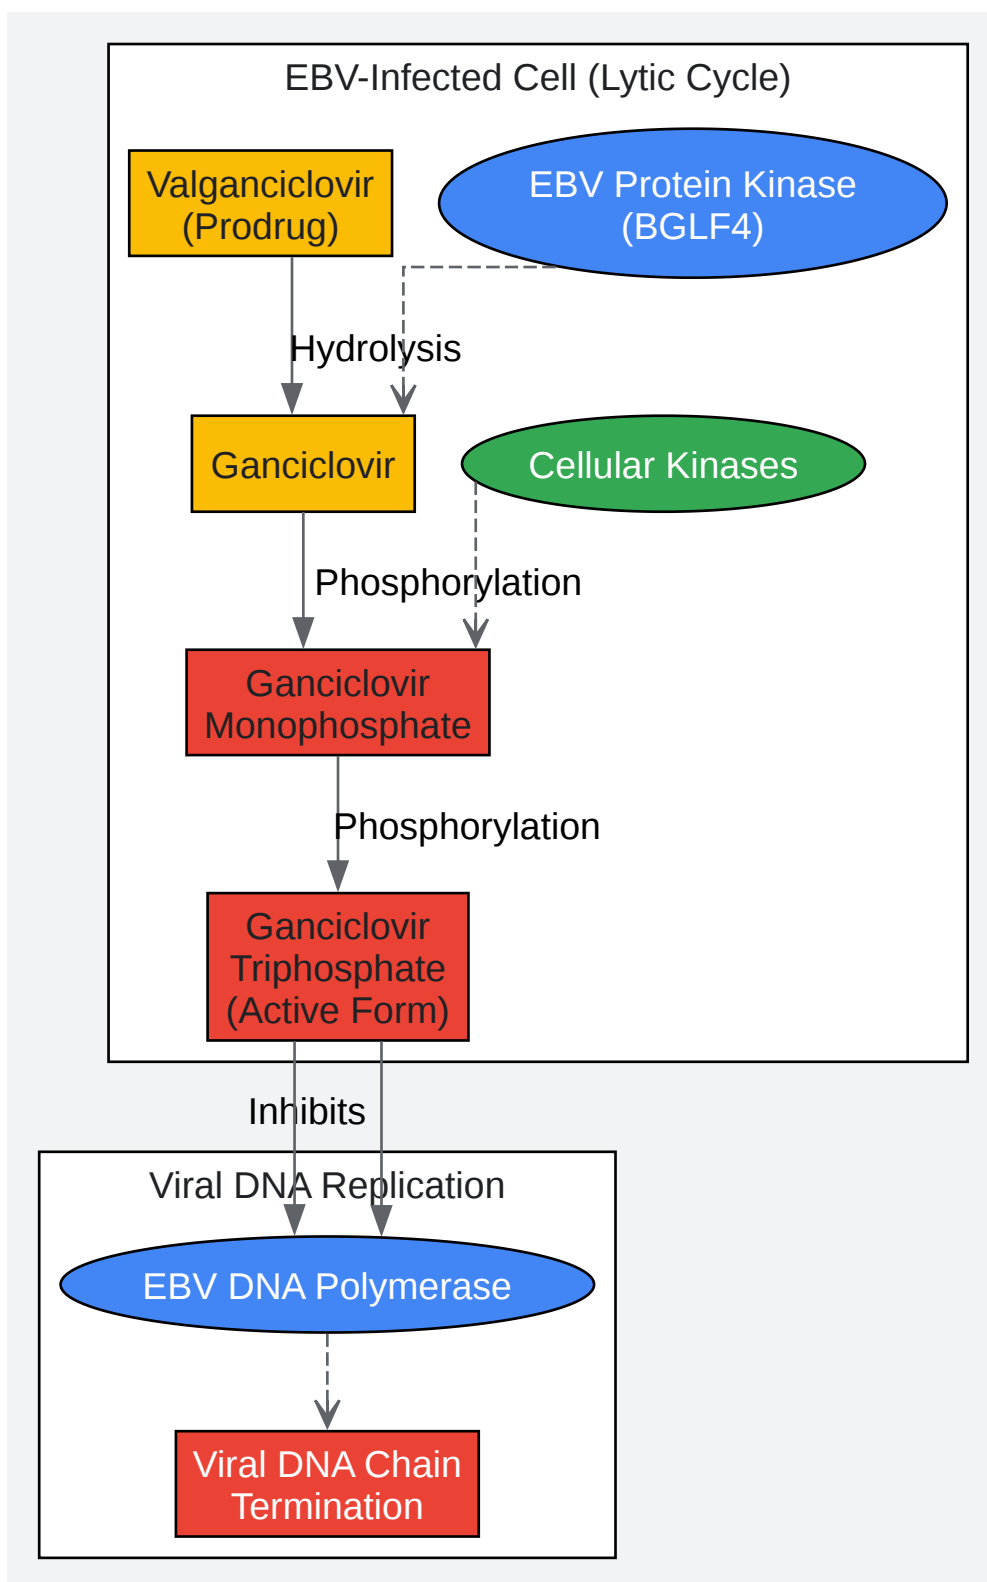 EBV-Infected Cell (Lytic Cycle)
Valganciclovir
(Prodrug)
EBV Protein Kinase
(BGLF4)
Hydrolysis
Ganciclovir
Cellular Kinases
Phosphorylation
Ganciclovir
Monophosphate
Phosphorylation
Ganciclovir
Triphosphate
(Active Form)
Inhibits
Viral DNA Replication
EBV DNA Polymerase
Viral DNA Chain
Termination